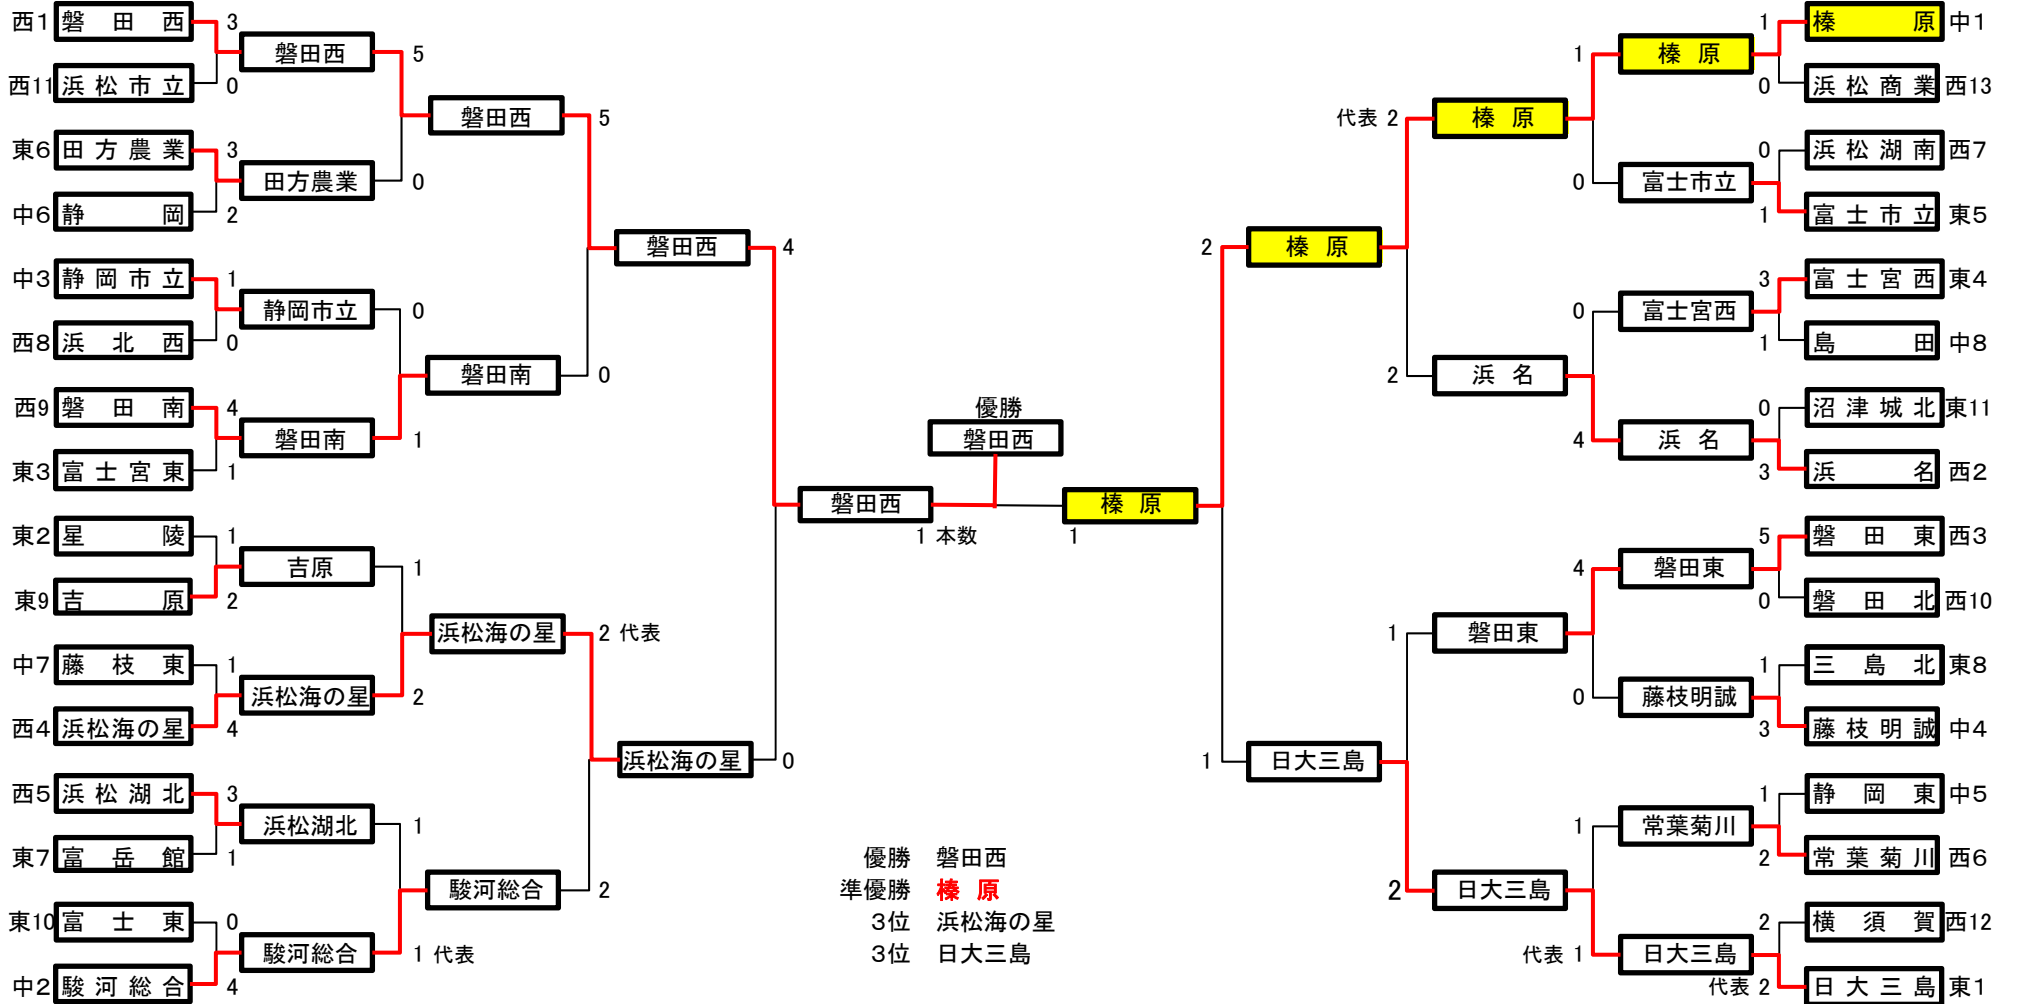 西1 磐田西 3
西11 浜松市立 0
磐田西 5
東6 田方農業 3
中6 静岡 2
田方農業 0
磐田西 5
中3 静岡市立 1
西8 浜北西 0
静岡市立 0
西9 磐田南 4
東3 富士宮東 1
磐田南 1
磐田南 0
磐田西 4
東2 星陵 1
東9 吉原 2
吉原 1
中7 藤枝東 1
西4 浜松海の星 4
浜松海の星 2
浜松海の星 2 代表
西5 浜松湖北 3
東7 富岳館 1
浜松湖北 1
東10 富士東 0
中2 駿河総合 4
駿河総合 1 代表
駿河総合 2
浜松海の星 0
優勝
磐田西
磐田西 1 本数
1 榛原
2 榛原
代表 2 榛原
1 榛原
1 榛原 中1
0 浜松商業 西13
0 富士市立
0 浜松湖南 西7
1 富士市立 東5
2 浜名
0 富士宮西
3 富士宮西 東4
1 島田 中8
4 浜名
0 沼津城北 東11
3 浜名 西2
1 日大三島
1 磐田東
4 磐田東
5 磐田東 西3
0 磐田北 西10
0 藤枝明誠
1 三島北 東8
3 藤枝明誠 中4
2 日大三島
1 常葉菊川
1 静岡東 中5
2 常葉菊川 西6
代表 1 日大三島
2 横須賀 西12
代表 2 日大三島 東1
優勝 磐田西
準優勝 榛原
3位 浜松海の星
3位 日大三島